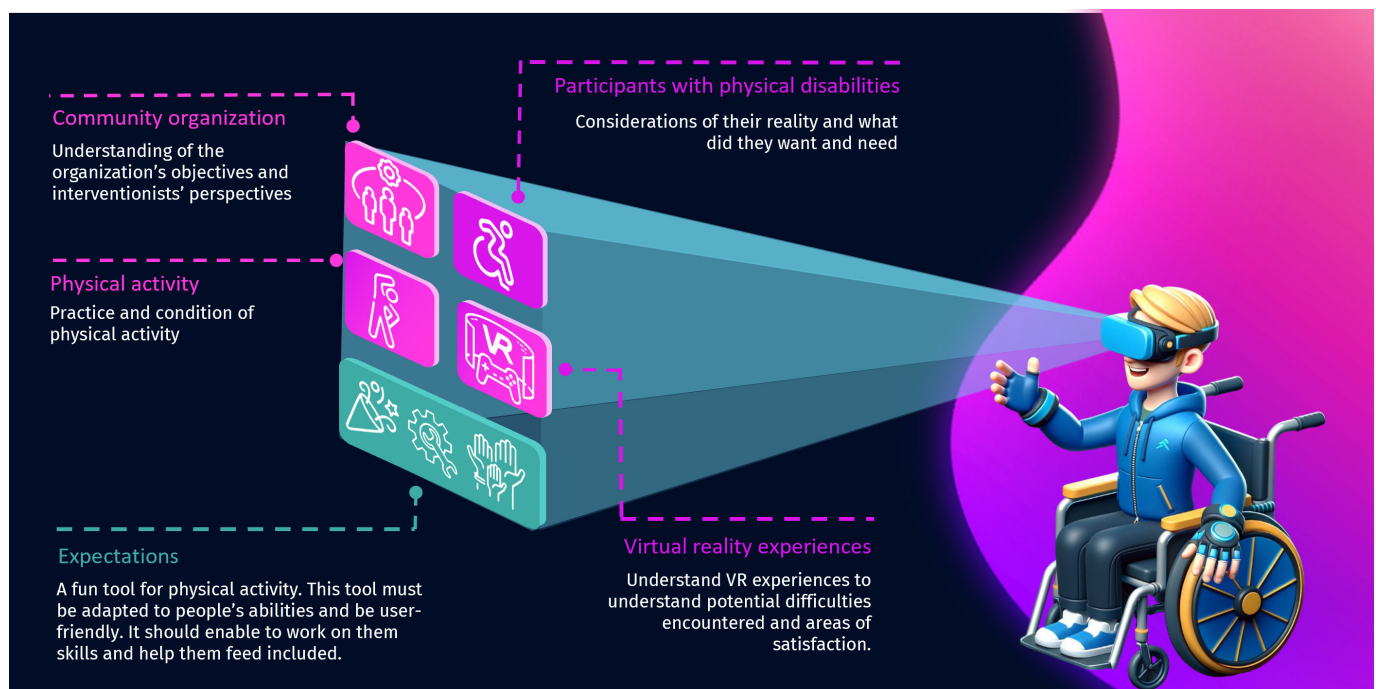 Community organization
Understanding of the
organization's objectives and
interventionists' perspectives
Participants with physical disabilities
Considerations of their reality and what
did they want and need
Physical activity
Practice and condition of
physical activity
VR
Expectations
A fun tool for physical activity. This tool must
be adapted to people's abilities and be user-
friendly. It should enable to work on them
skills and help them feed included.
Virtual reality experiences
Understand VR experiences to
understand potential difficulties
encountered and areas of
satisfaction.